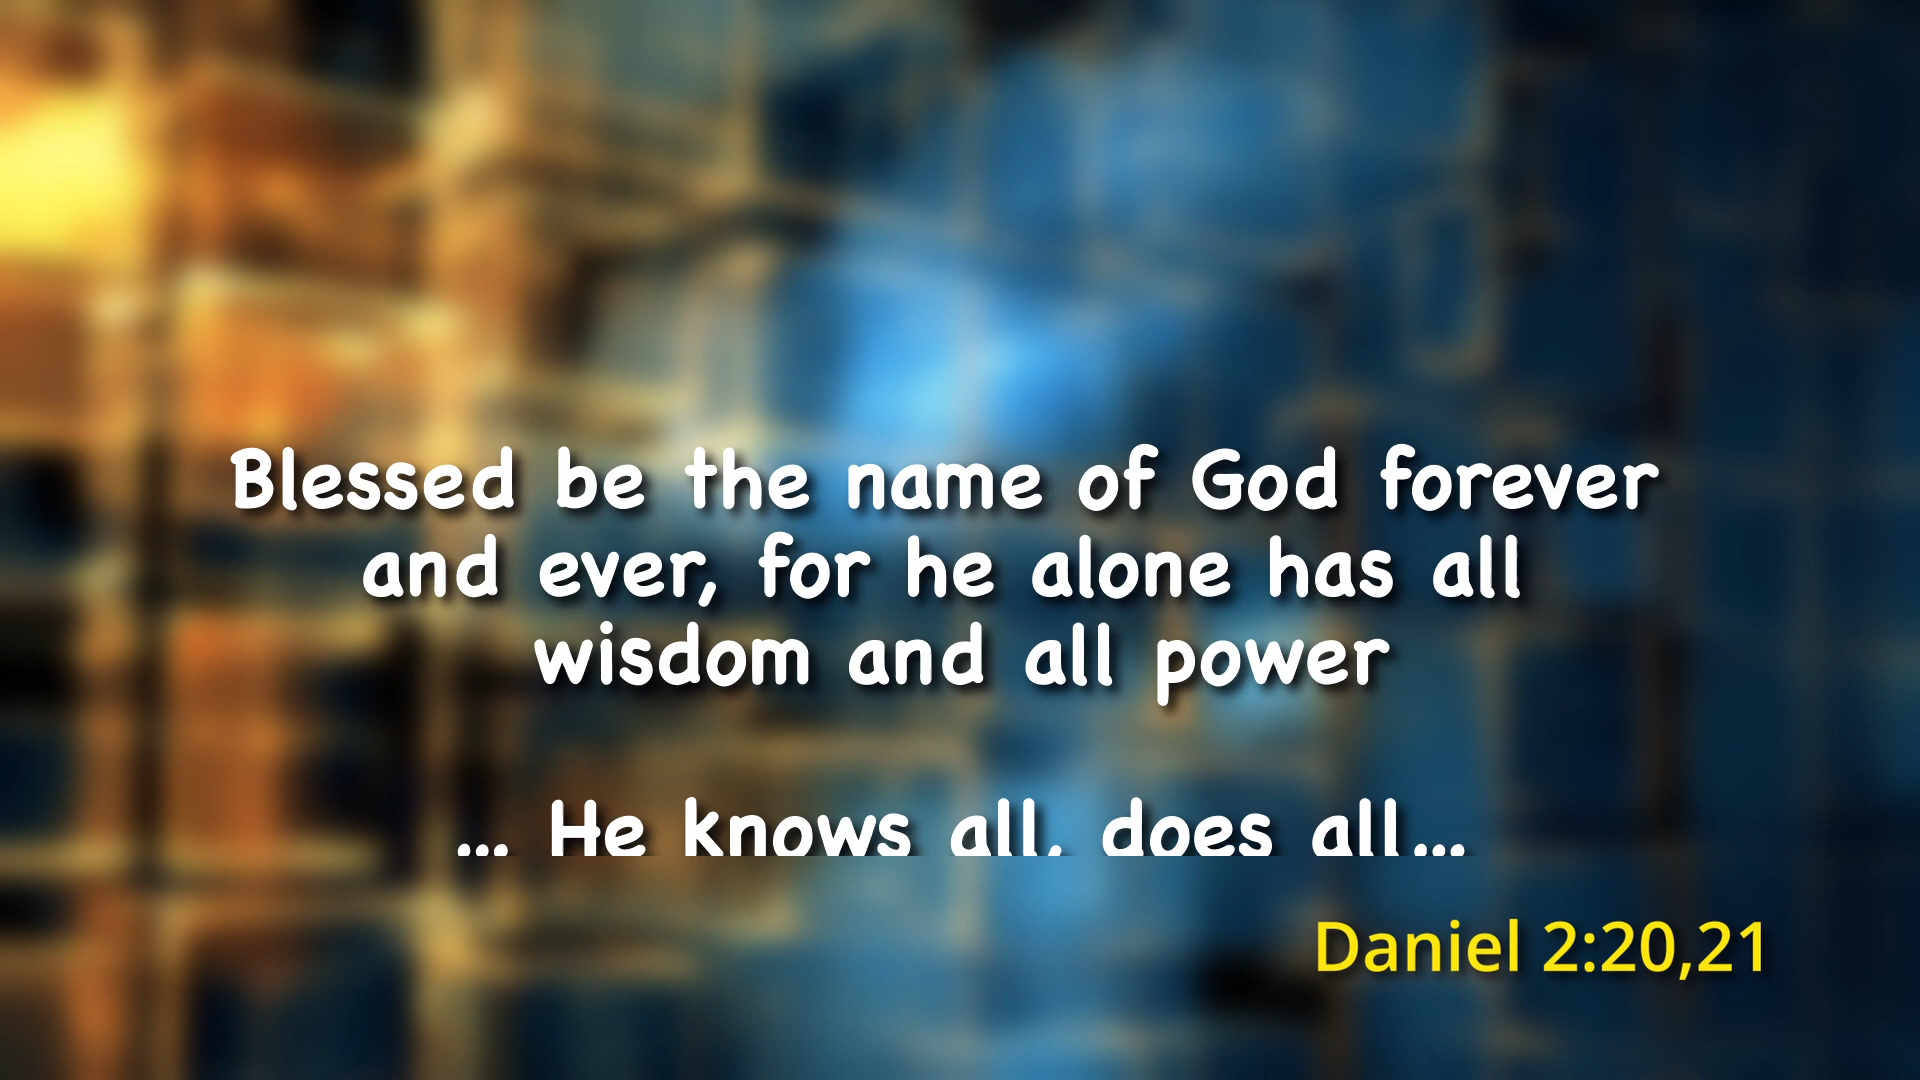 Blessed be the name of God forever
and ever, for he alone has all
wisdom and all power
... He knows all, does all...
Daniel 2:20,21